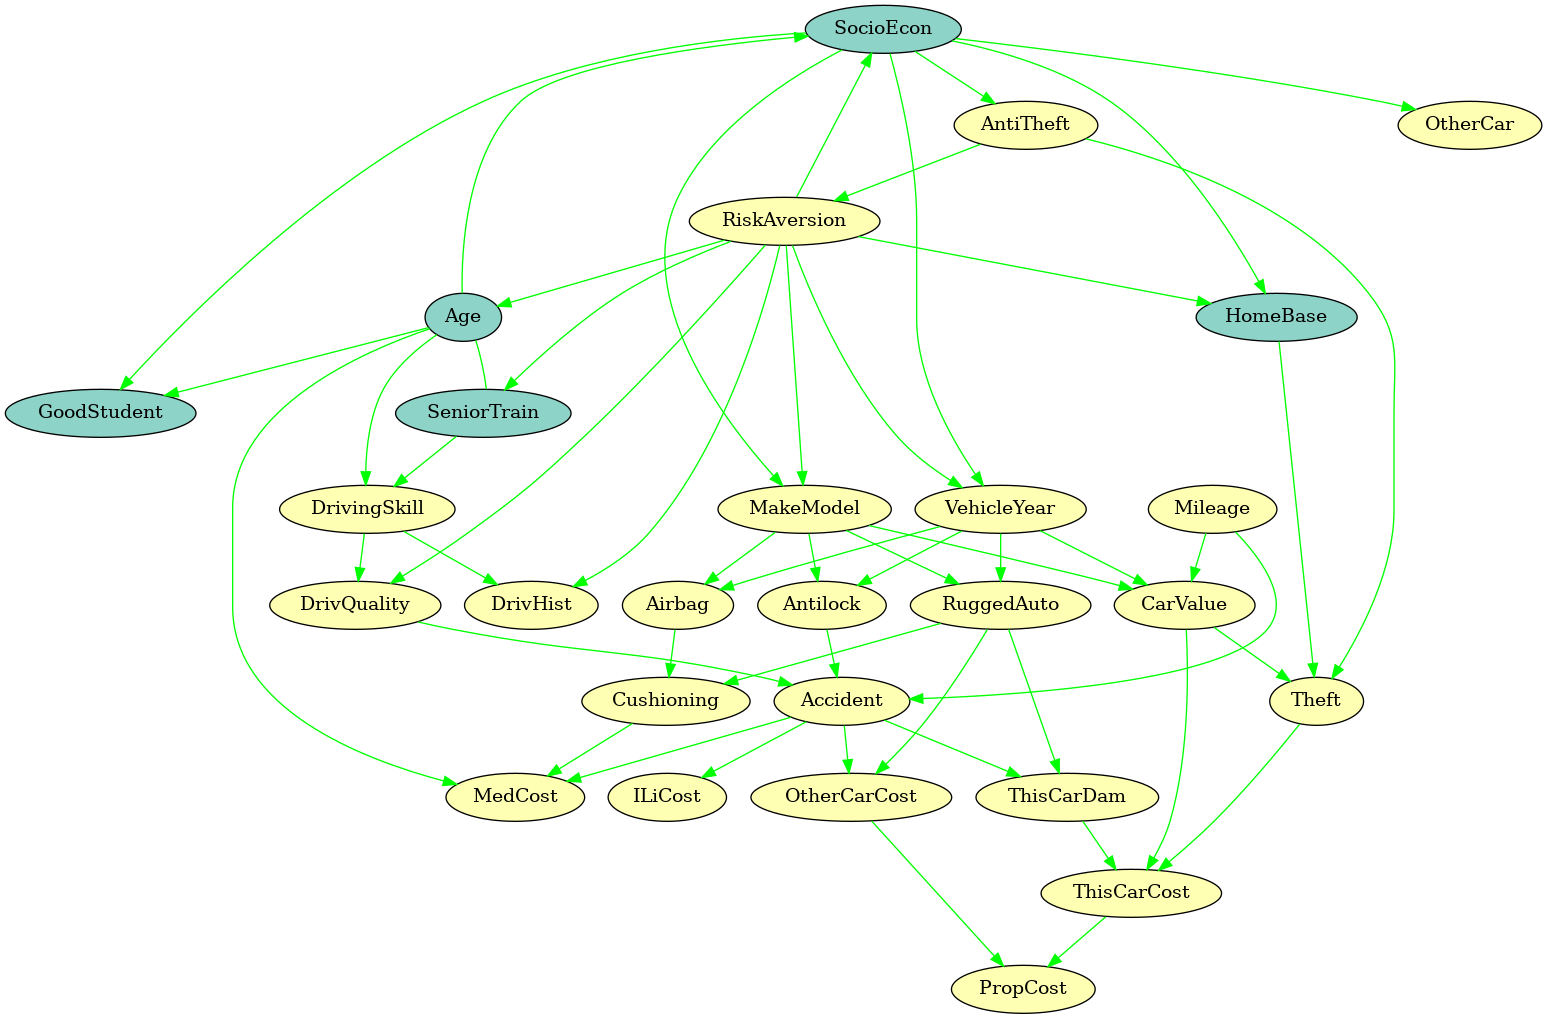 SocioEcon
AntiTheft
OtherCar
RiskAversion
Age
HomeBase
GoodStudent
SeniorTrain
DrivingSkill
MakeModel
VehicleYear
Mileage
DrivQuality
DrivHist
Airbag
Antilock
RuggedAuto
CarValue
Cushioning
Accident
Theft
MedCost
ILiCost
OtherCarCost
ThisCarDam
ThisCarCost
PropCost